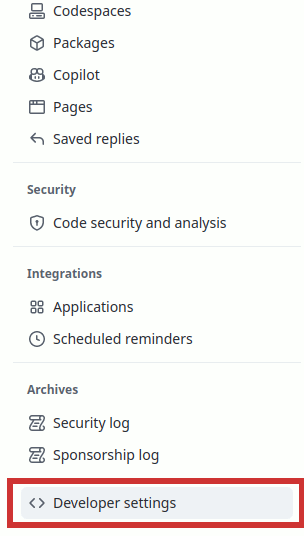 Codespaces
Packages
Copilot
Pages
Saved replies
Security
Code security and analysis
Integrations
Applications
Scheduled reminders
Archives
Security log
Sponsorship log
Developer settings